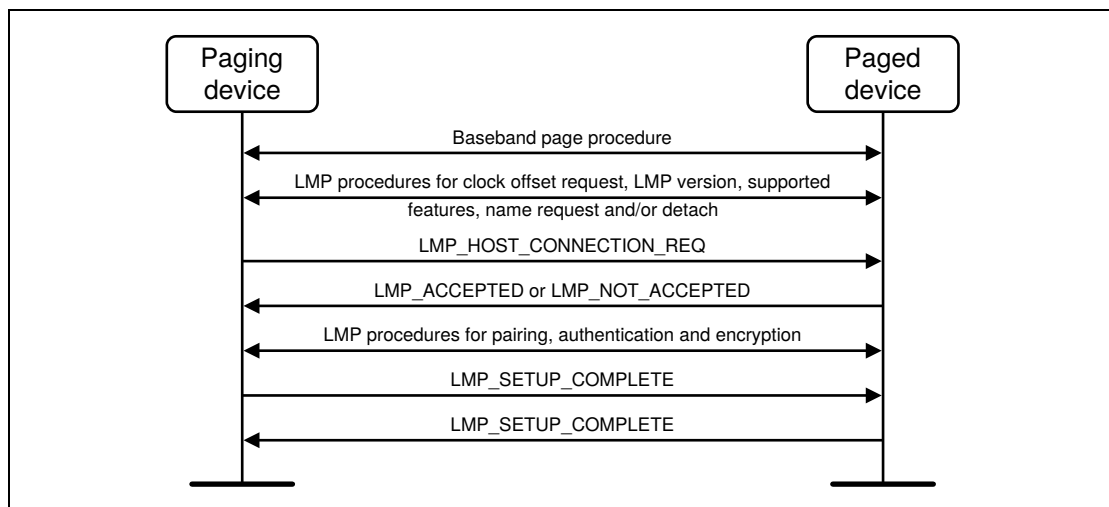 Paging
device
Paged
device
Baseband page procedure
LMP procedures for clock offset request, LMP version, supported
features, name request and/or detach
LMP_HOST_CONNECTION_REQ
LMP_ACCEPTED or LMP_NOT_ACCEPTED
LMP procedures for pairing, authentication and encryption
LMP_SETUP_COMPLETE
LMP_SETUP_COMPLETE